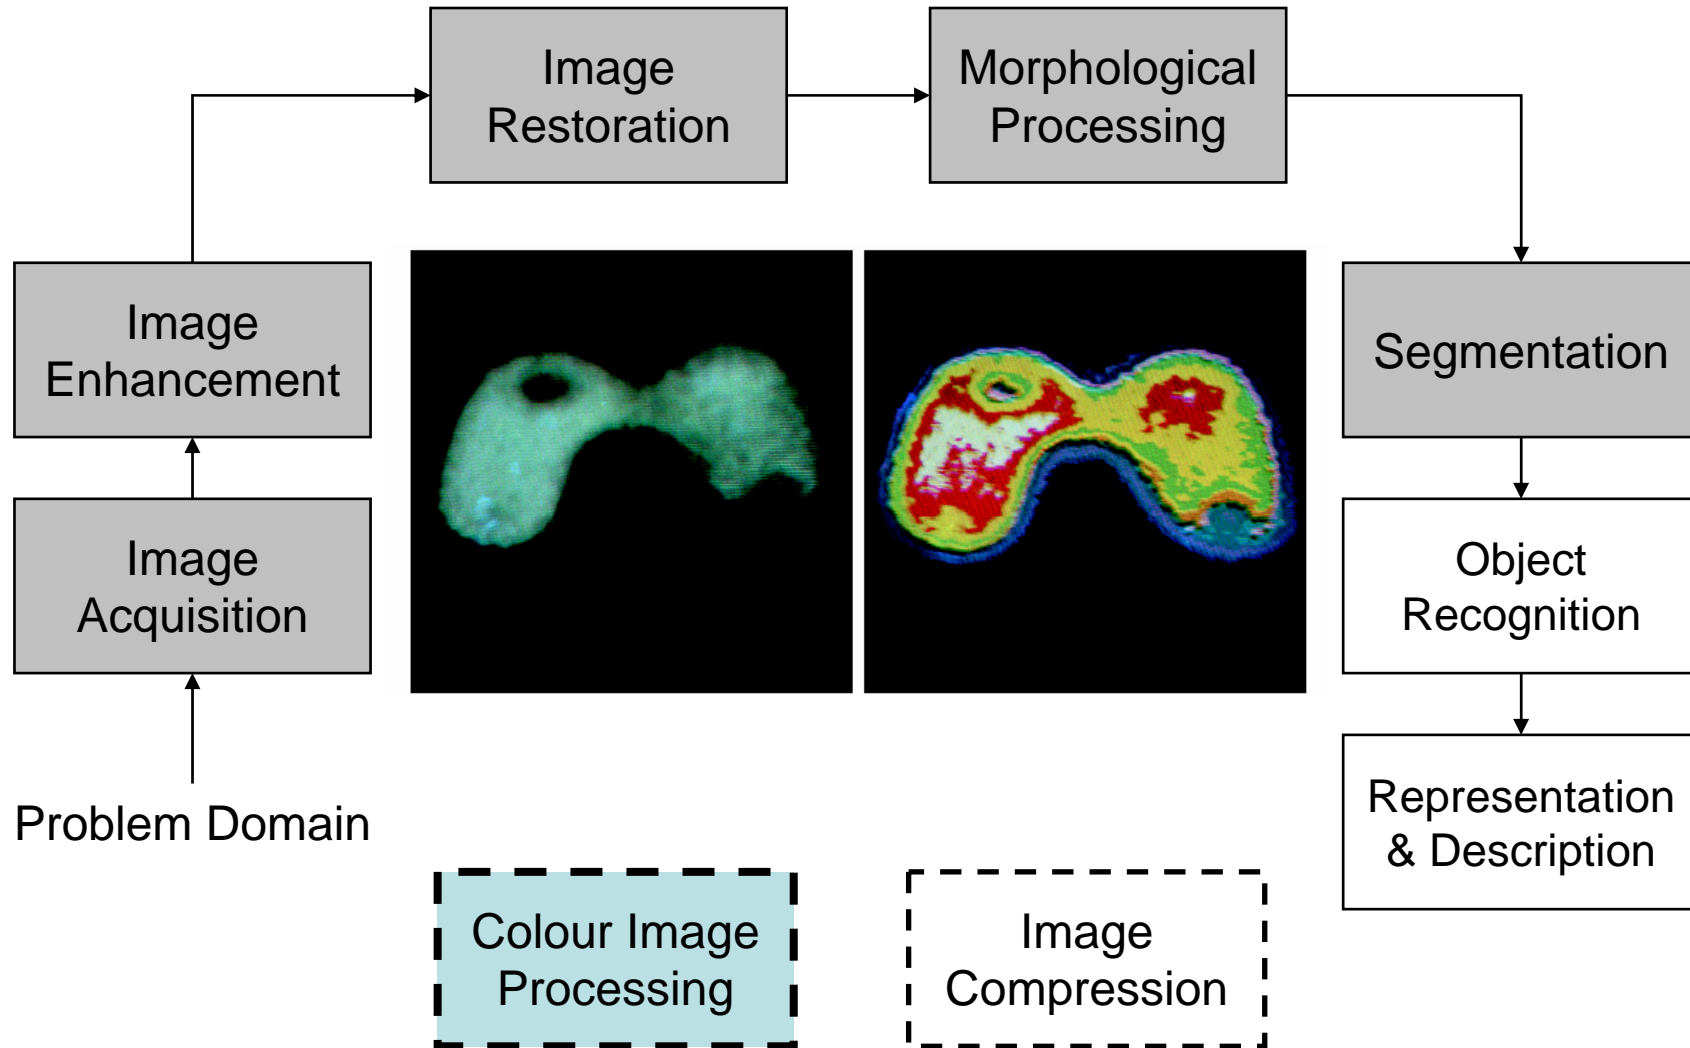 Image
Restoration
Morphological
Processing
Image
Enhancement
Segmentation
Image
Acquisition
Object
Recognition
Problem Domain
Representation
& Description
Colour Image
Processing
Image
Compression